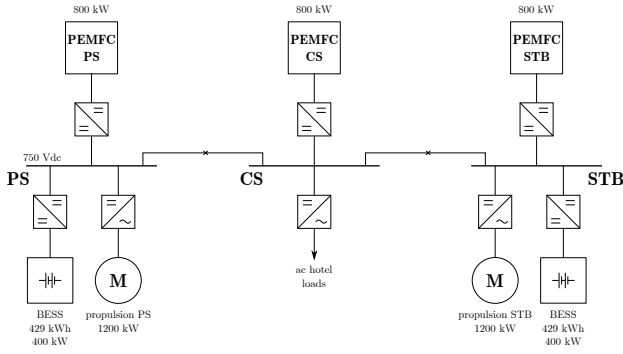 800 kW
800 kW
800 kW
PEMFC
PS
PEMFC
CS
PEMFC
STB
750 Vdc
PS
CS
STB
M
M
ac hotel
loads
BESS
429 kWh
400 kW
propulsion PS
1200 kW
propulsion STB
1200 kW
BESS
429 kWh
400 kW